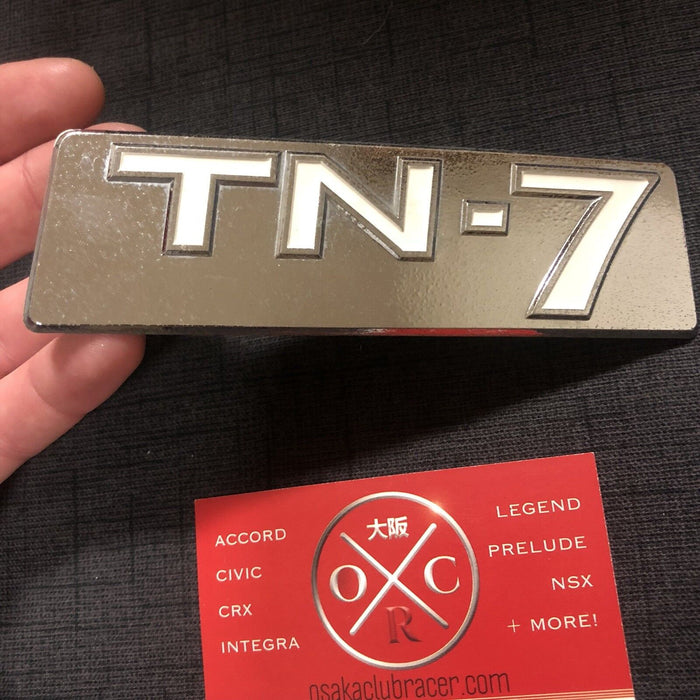 TN-7
ACCORD
CIVIC
CRX
INTEGRA
大阪
O C
R
LEGEND
PRELUDE
NSX
+ MORE!
osakaclubracer.com